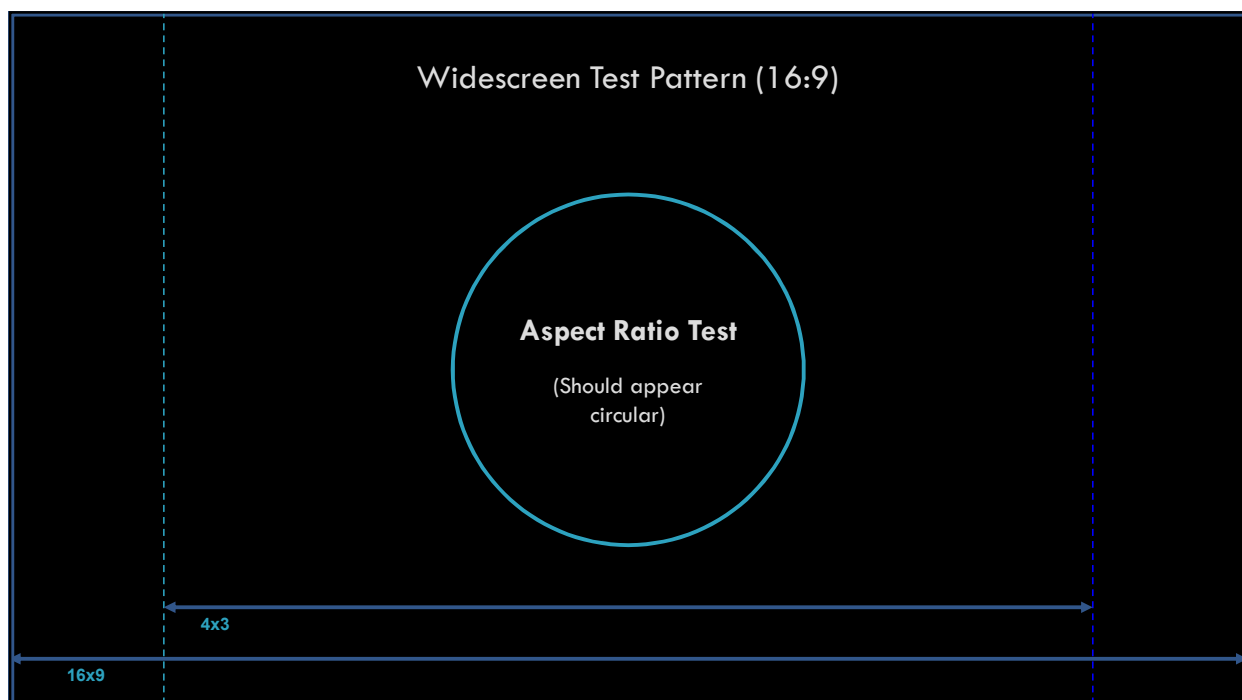 Widescreen Test Pattern (16:9)
Aspect Ratio Test
(Should appear
circular)
4x3
16x9